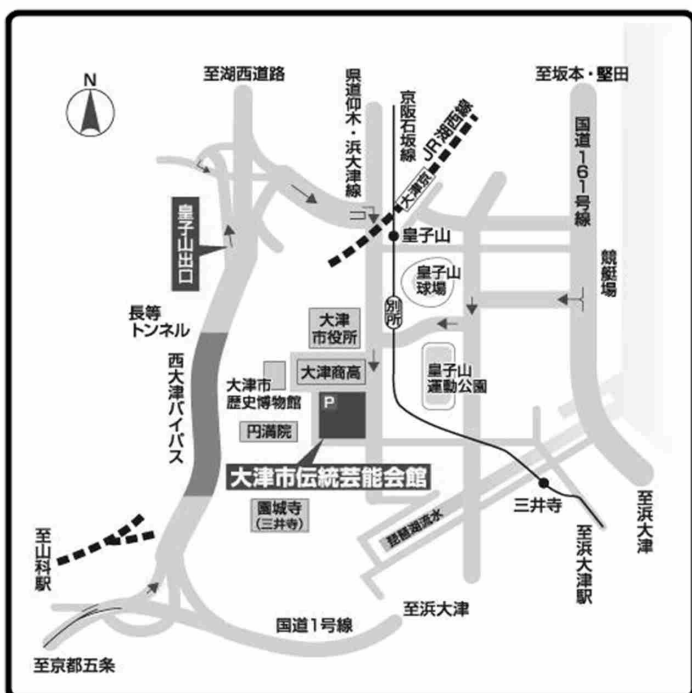 N
至湖西道路
県道仰木・浜大津線
京阪石坂線
JR湖西線
大津京
至坂本・堅田
国道161号線
競艇場
皇子山出口
皇子山
皇子山
球場
別所
長等
トンネル
西大津バイパス
大津
市役所
大津商高
大津市
歴史博物館
P
円満院
皇子山
運動公園
大津市伝統芸能会館
園城寺
(三井寺)
琵琶湖流水
三井寺
至浜大津
至浜大津駅
至山科駅
至浜大津
国道1号線
至京都五条